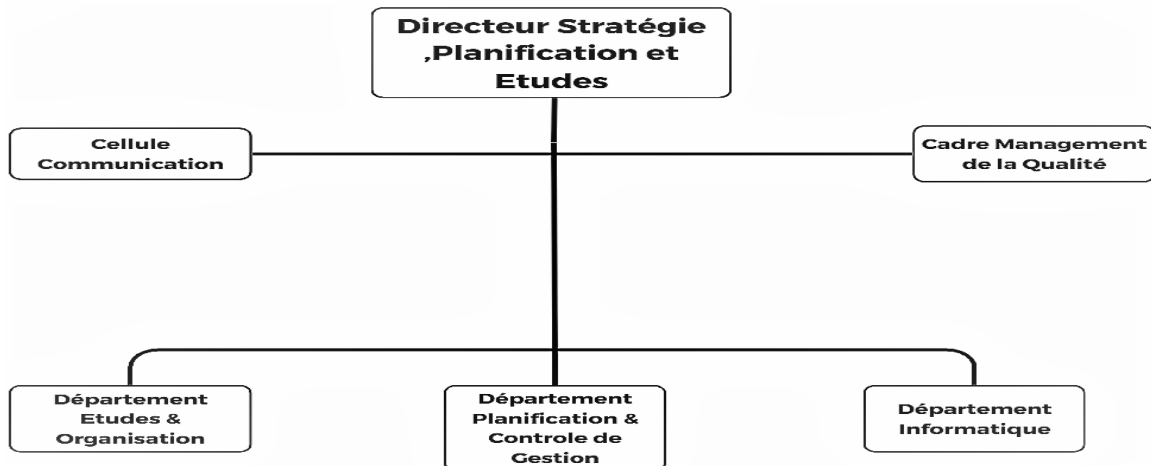 Directeur Stratégie
,Planification et
Etudes
Cellule
Communication
Cadre Management
de la Qualité
Département
Etudes &
Organisation
Département
Planification &
Controle de
Gestion
Département
Informatique